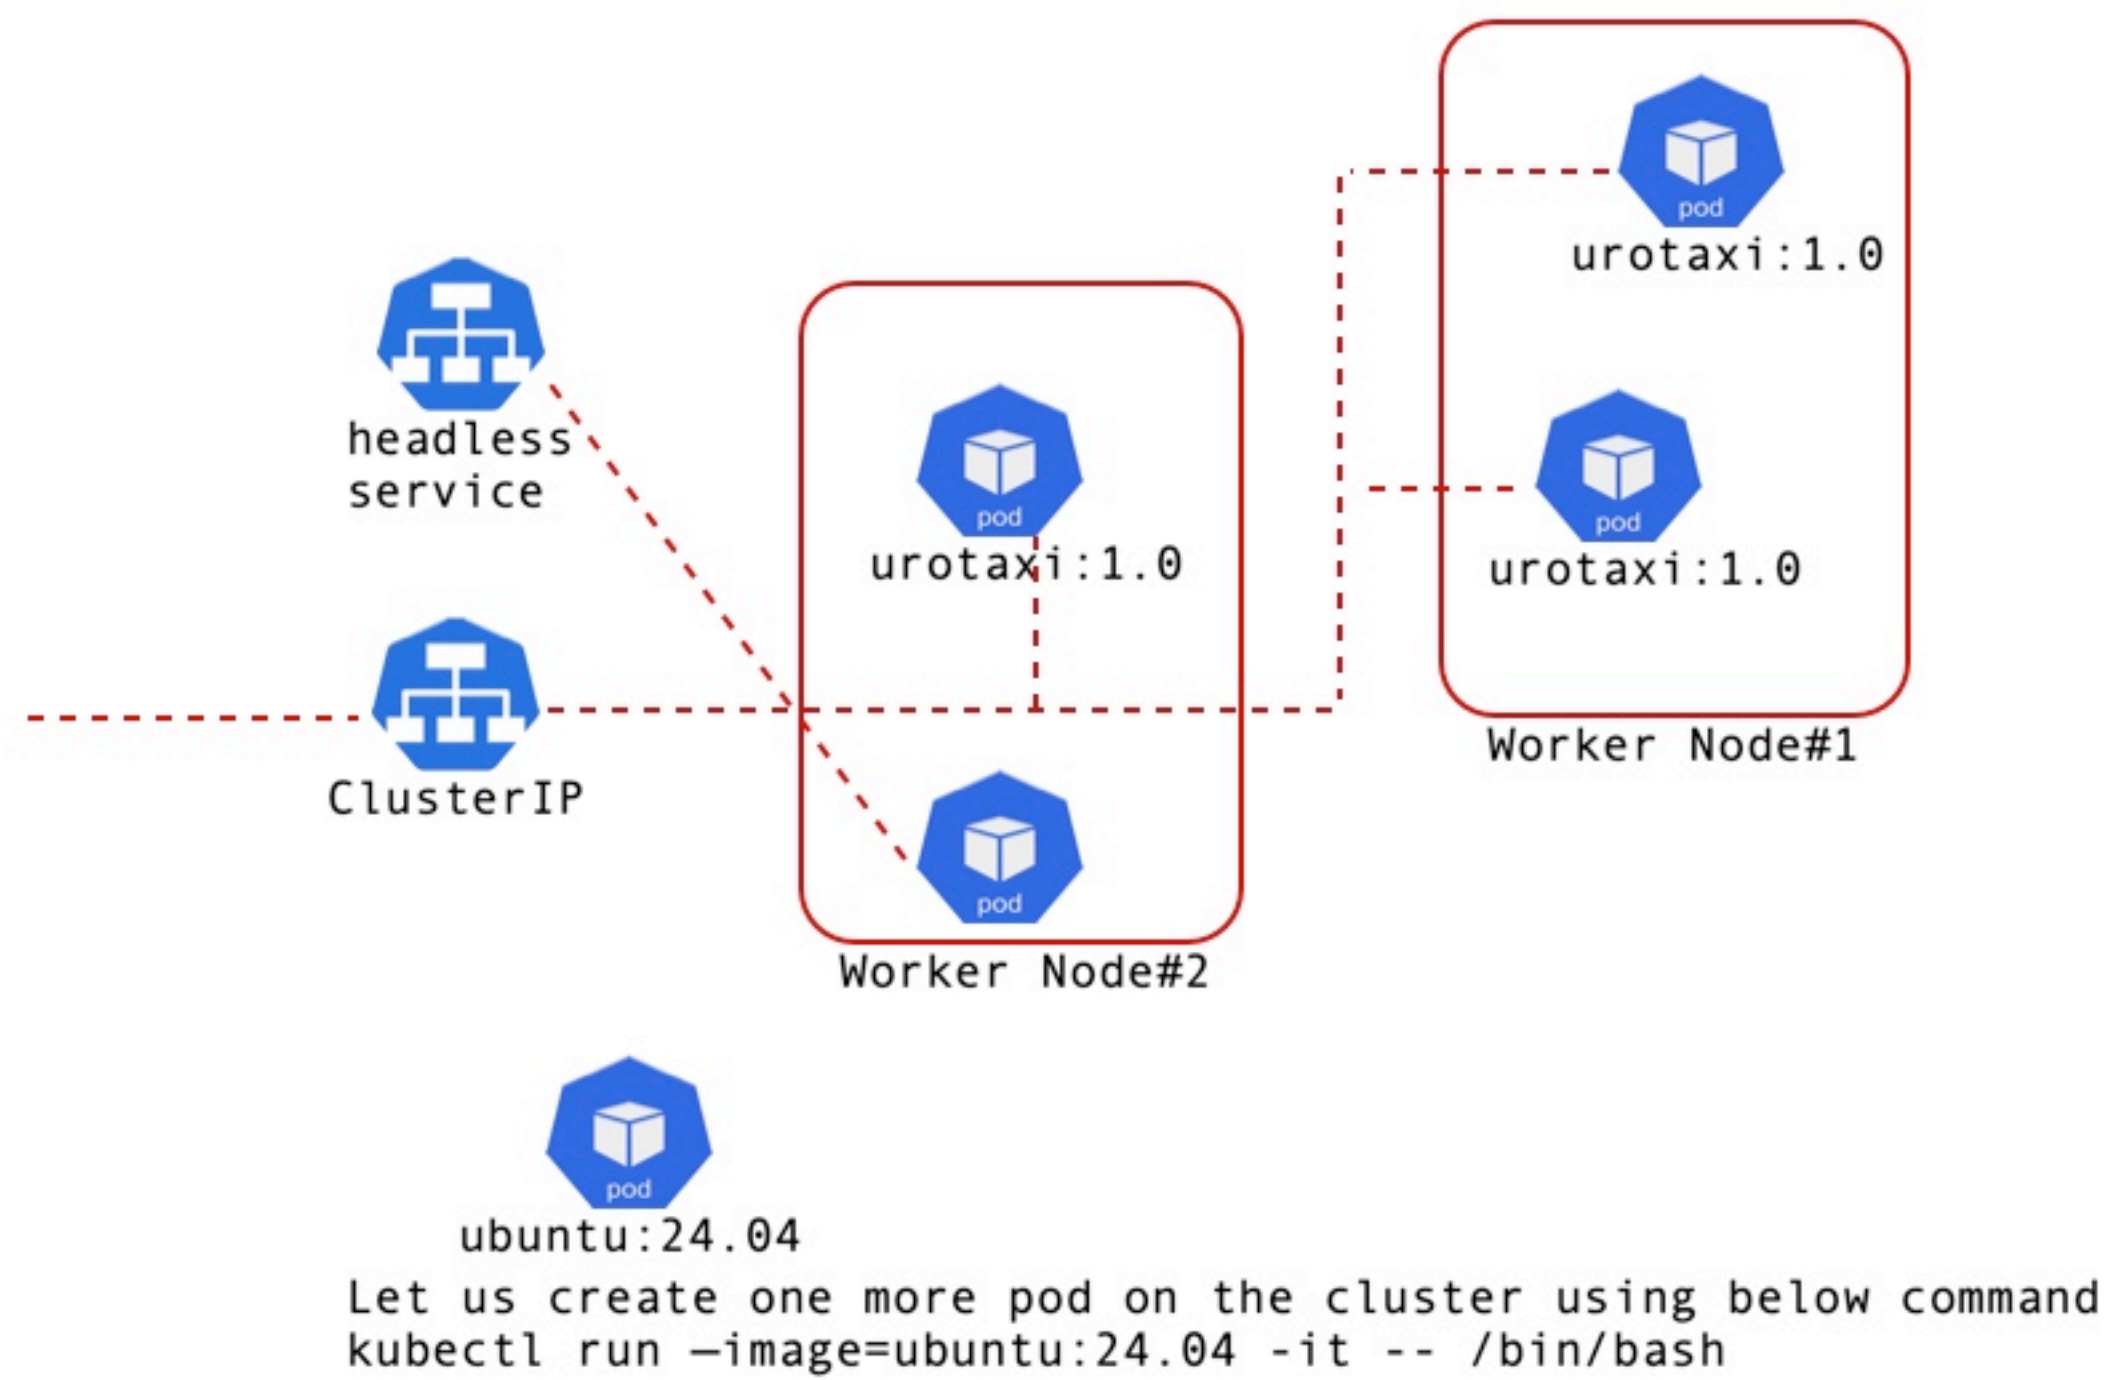 pod
urotaxi:1.0
headless
service
pod
urotaxi:1.0
pod
urotaxi:1.0
ClusterIP
Worker Node#1
pod
Worker Node#2
pod
ubuntu:24.04
Let us create one more pod on the cluster using below command
kubectl run —image=ubuntu:24.04 -it -- /bin/bash